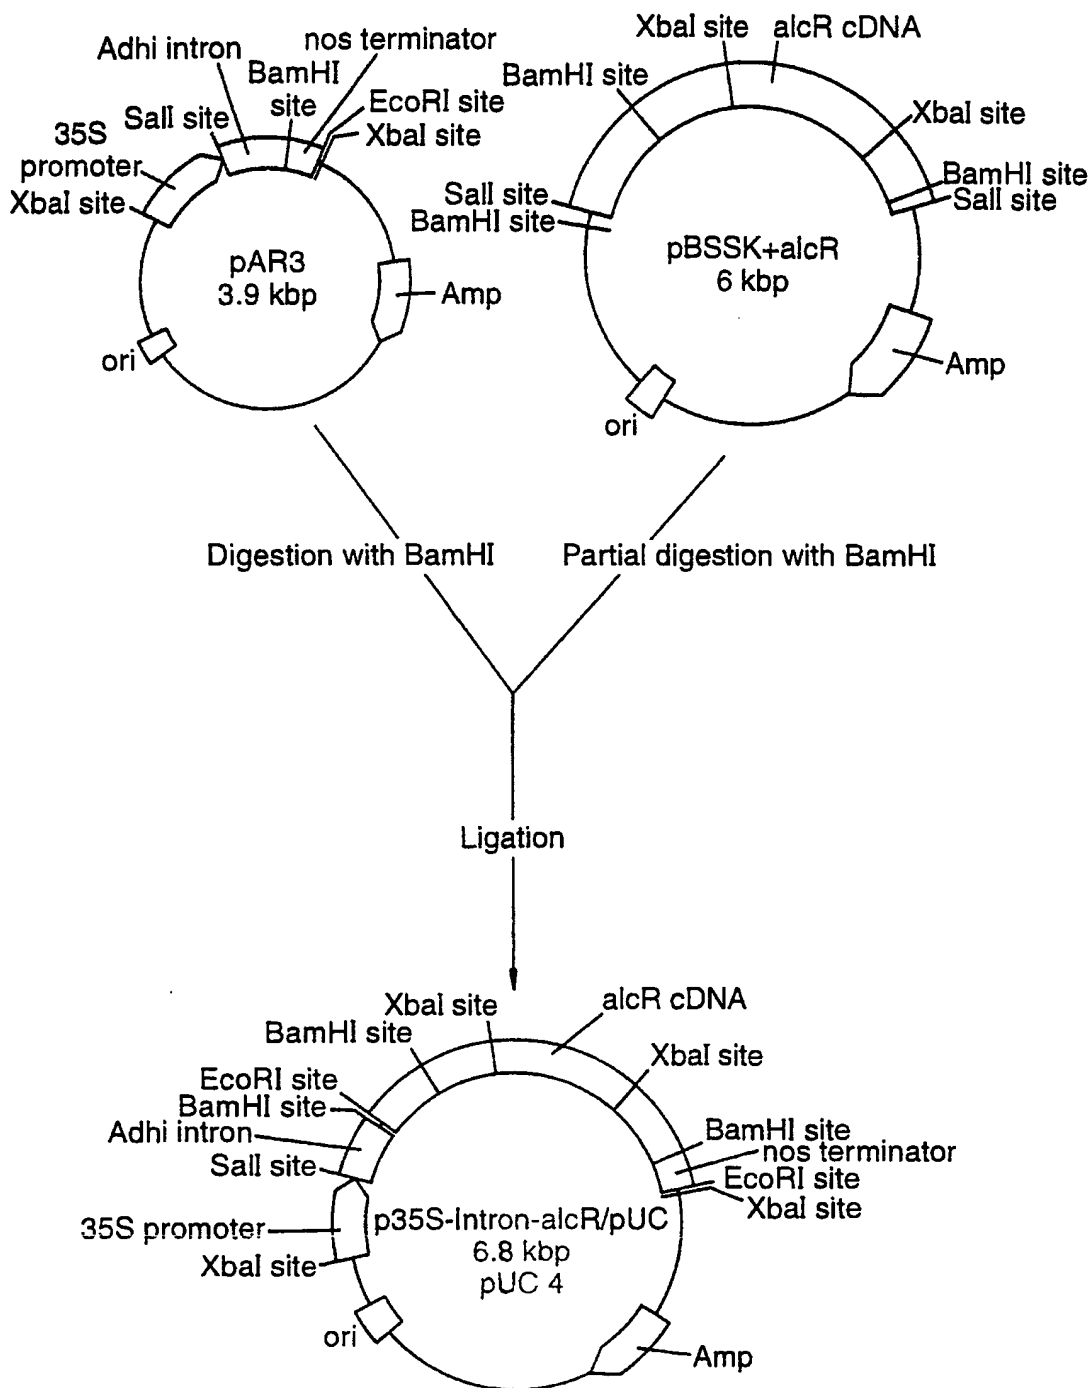 Adhi intron
nos terminator
BamHI
site
EcoRI site
XbaI site
SalI site
35S
promoter
XbaI site
pAR3
3.9 kbp
Amp
ori
XbaI site
alcR cDNA
BamHI site
XbaI site
SalI site
BamHI site
BamHI site
SalI site
pBSSK+alcR
6 kbp
Amp
ori
Digestion with BamHI
Partial digestion with BamHI
Ligation
XbaI site
alcR cDNA
BamHI site
XbaI site
EcoRI site
BamHI site
Adhi intron
SalI site
BamHI site
nos terminator
EcoRI site
XbaI site
35S promoter
XbaI site
p35S-Intron-alcR/pUC
6.8 kbp
pUC 4
ori
Amp